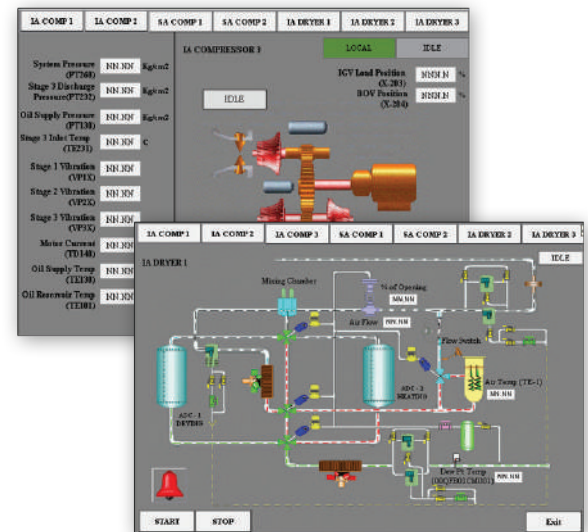 IA COMP 1
IA COMP 2
SA COMP 1
SA COMP 2
IA DRYER 1
IA DRYER 2
IA DRYER 3
IA COMPRESSOR 3
LOCAL
IDLE
System Pressure
(PT260)
NN.NN
Kg/cm2
Stage 3 Discharge
Pressure(PT232)
NN.NN
Kg/cm2
Oil Supply Pressure
(PT130)
NN.NN
Kg/cm2
Stage 3 Inlet Temp
(TE231)
NN.NN
C
Stage 1 Vibration
(VP1X)
NN.NN
Stage 2 Vibration
(VP2X)
NN.NN
Stage 3 Vibration
(VP3X)
NN.NN
Motor Current
NN.NN
Oil Supply Temp
(TE130)
NN.NN
Oil Reservoir Temp
(TE101)
NN.NN
IGV Load Position
(X-203)
NNN.N
%
BOV Position
(X-204)
NNN.N
%
IDLE
IA COMP 1
IA COMP 2
IA COMP 3
SA COMP 1
SA COMP 2
IA DRYER 2
IA DRYER 3
IA DRYER 1
IDLE
Mixing Chamber
% of Opening
NN.NN
Air Flow
NN.NN
Flow Switch
Air Temp (TE-1)
NN.NN
ADC - 1
DRYING
ADC - 2
HEATING
Dew Pt Temp
NN.NN
START
STOP
Exit